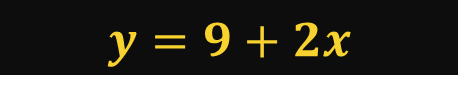 y = 9 + 2x